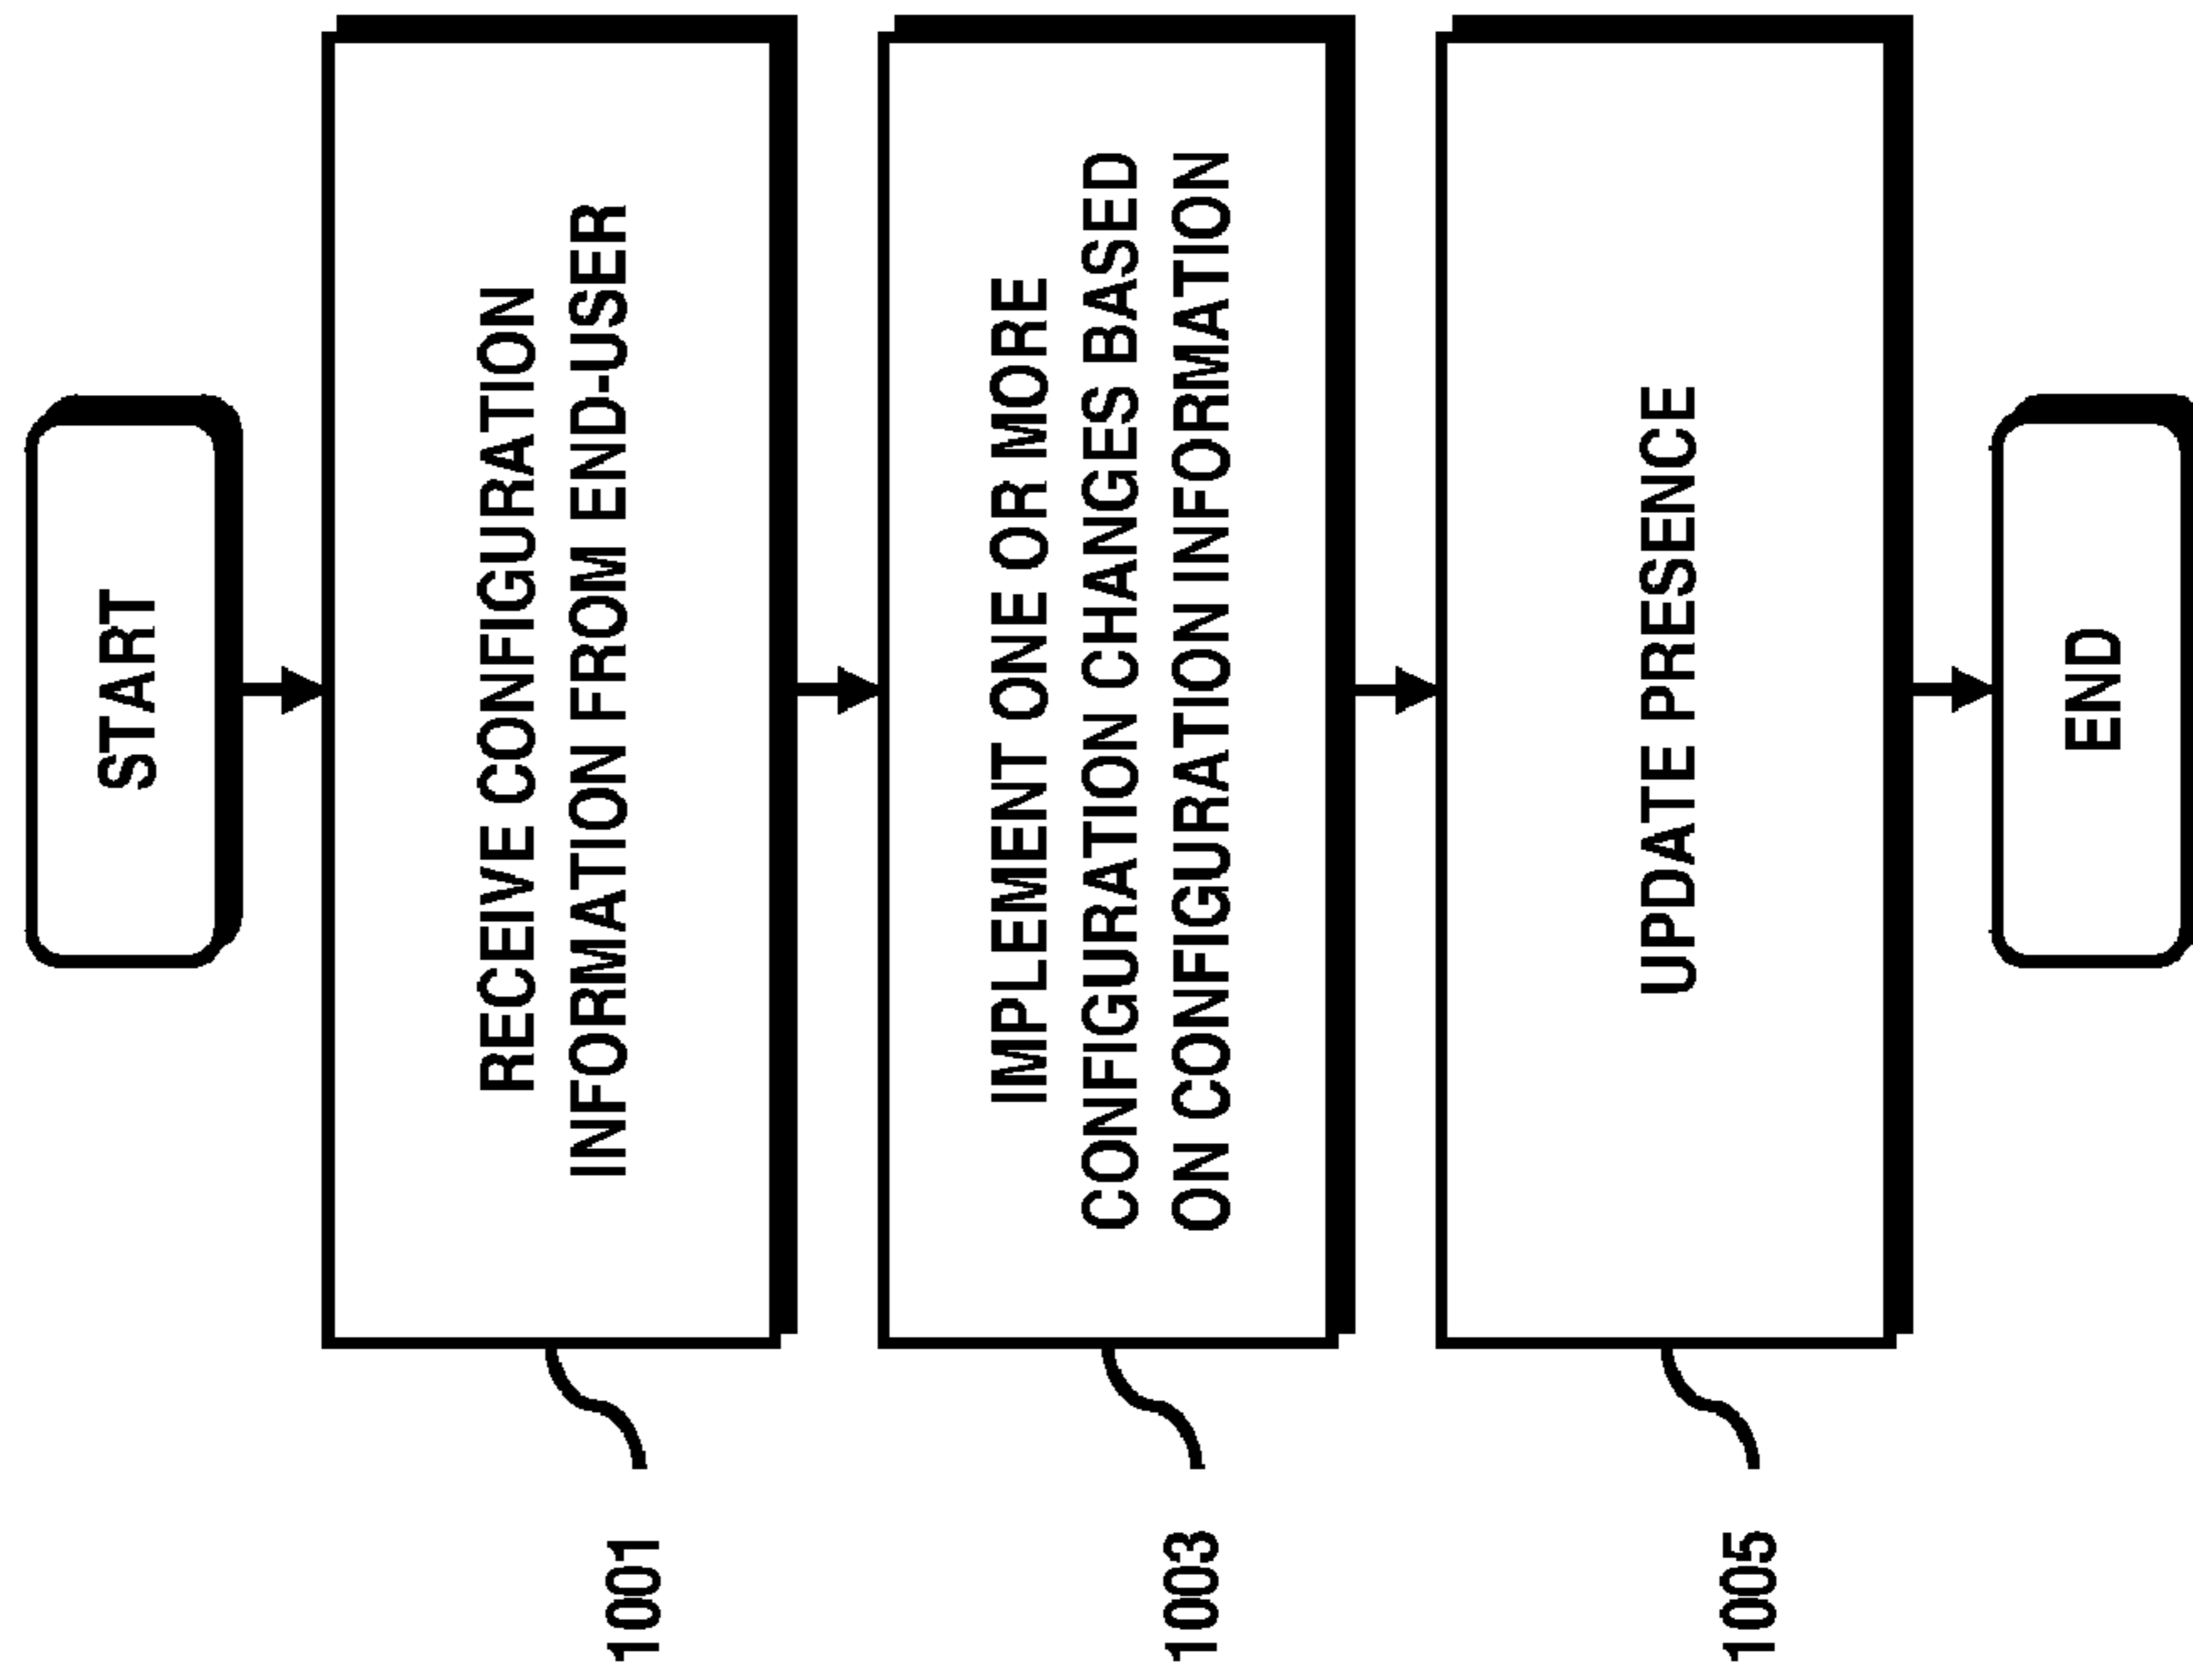 START
RECEIVE CONFIGURATION
INFORMATION FROM END-USER
1001
IMPLEMENT ONE OR MORE
CONFIGURATION CHANGES BASED
ON CONFIGURATION INFORMATION
1003
UPDATE PRESENCE
1005
END